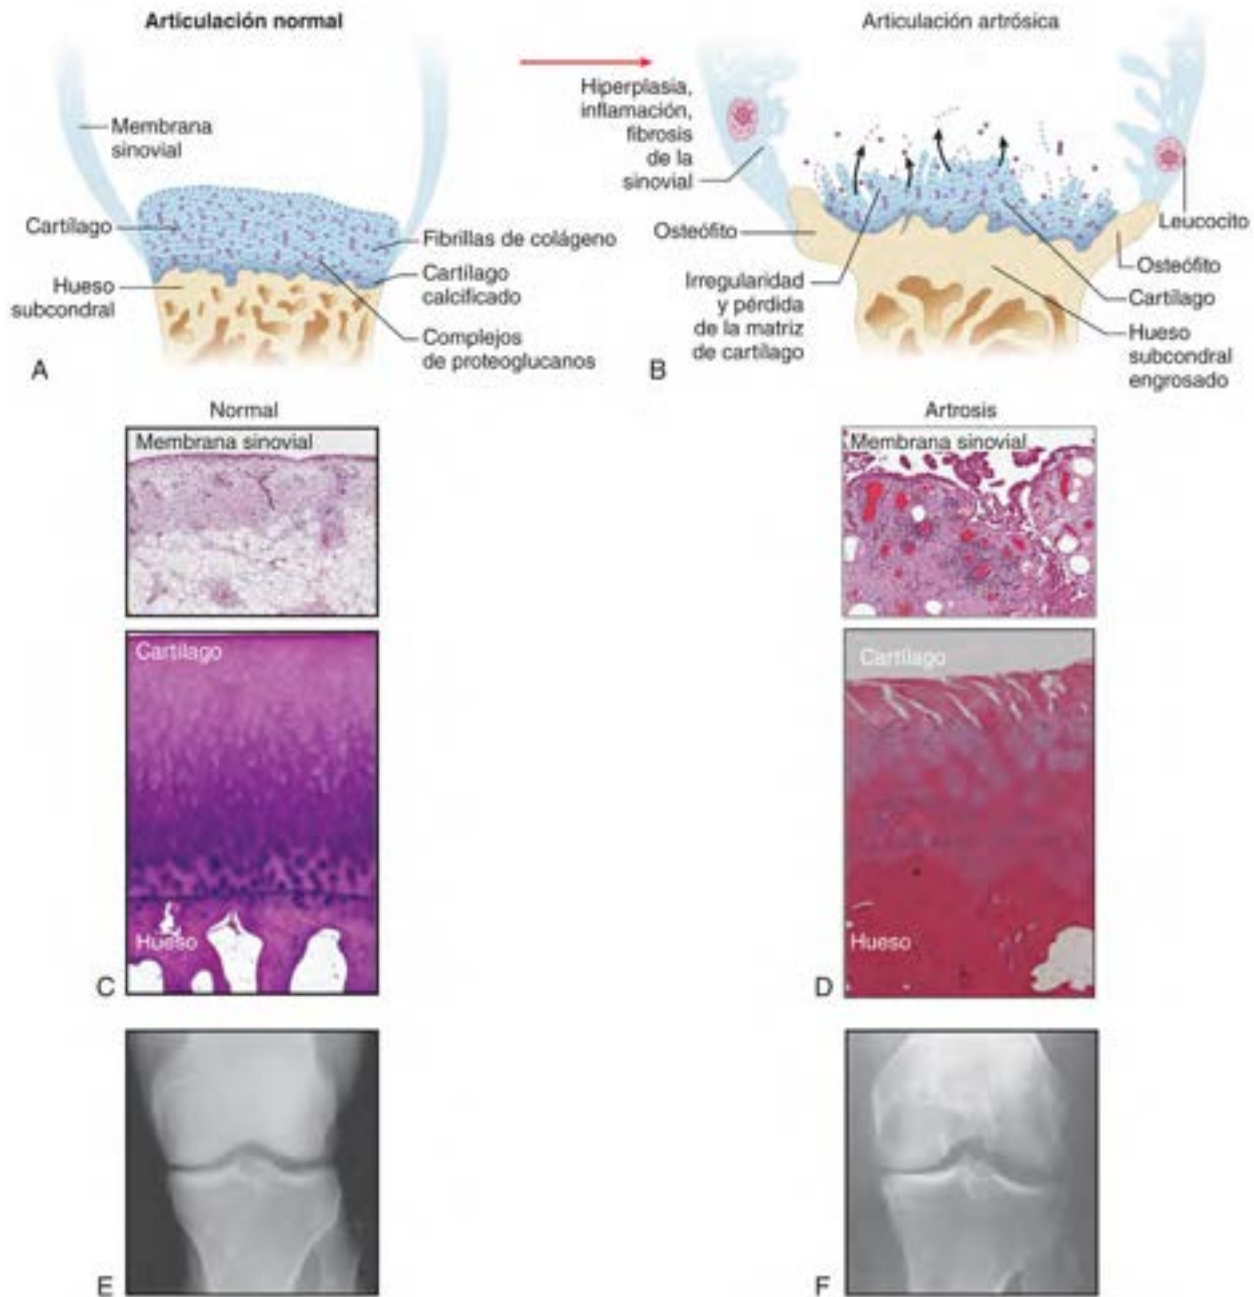 Articulación normal
Articulación artrósica
Membrana
sinovial
Cartílago
Hueso
subcondral
Fibrillas de colágeno
Cartílago
calcificado
Complejos
de proteoglucanos
A
Hiperplasia,
inflamación,
fibrosis
de la
sinovial
Osteófito
Irregularidad
y pérdida
de la matriz
de cartílago
Leucocito
Osteófito
Cartílago
Hueso
subcondral
engrosado
B
Normal
Membrana sinovial
Cartílago
Hueso
C
Artrosis
Membrana sinovial
Cartílago
Hueso
D
E
F